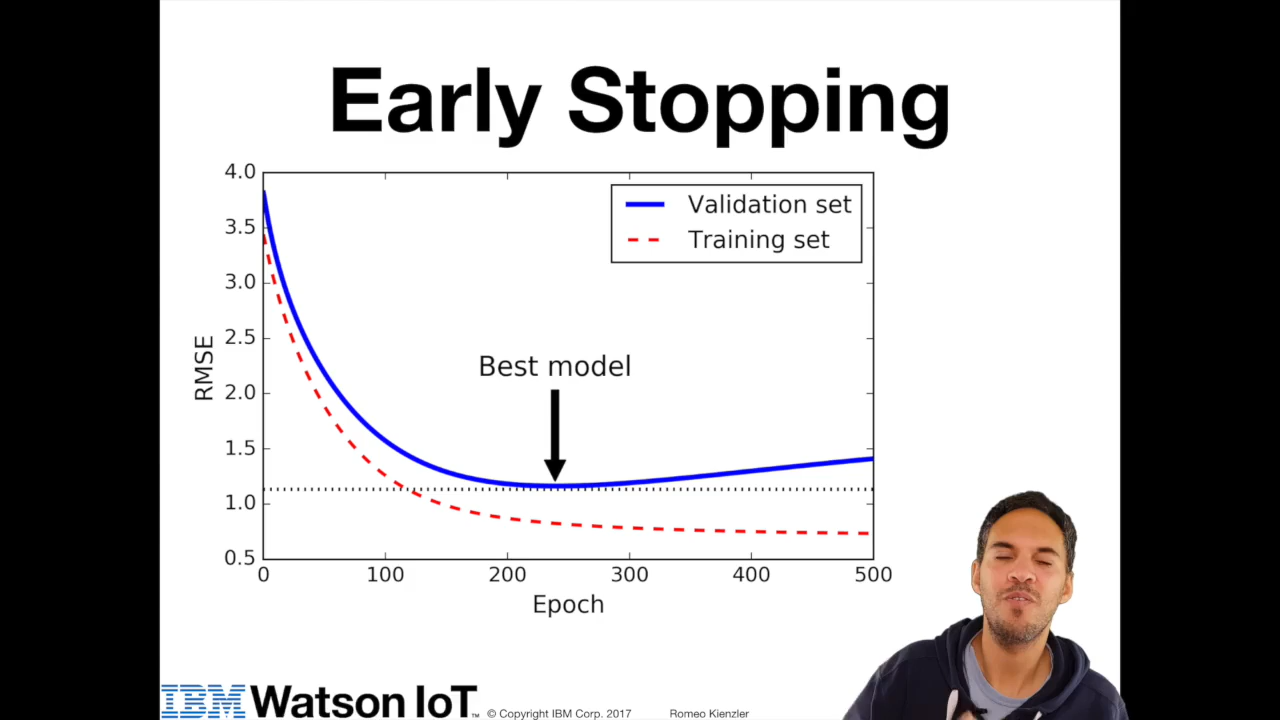 Early Stopping
4.0
3.5
3.0
2.5
2.0
1.5
1.0
0.5
RMSE
Validation set
Training set
Best model
0 100 200 300 400 500
Epoch
IBM Watson IoT™ © Copyright IBM Corp. 2017 Romeo Kienzler